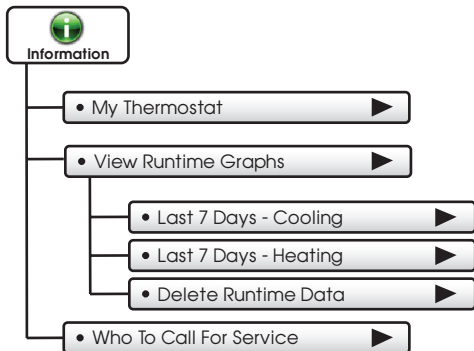 Information
• My Thermostat
• View Runtime Graphs
• Last 7 Days - Cooling
• Last 7 Days - Heating
• Delete Runtime Data
• Who To Call For Service